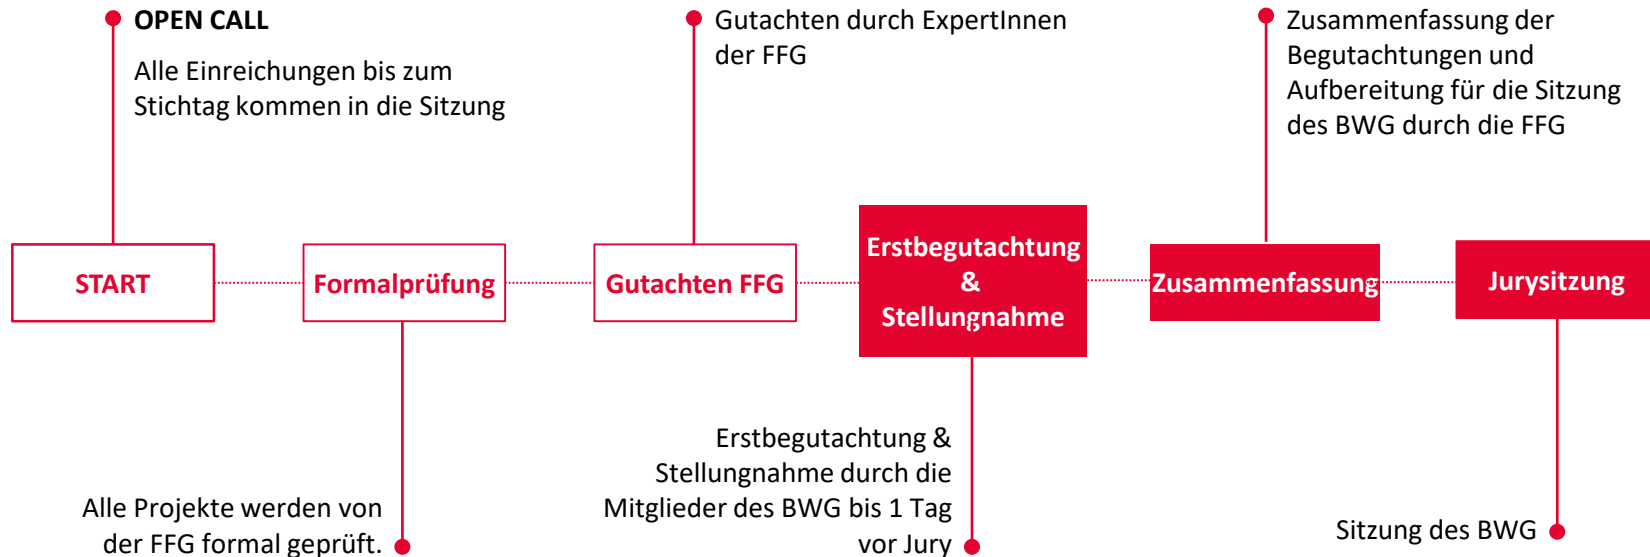 OPEN CALL
Alle Einreichungen bis zum
Stichtag kommen in die Sitzung
Gutachten durch ExpertInnen
der FFG
Zusammenfassung der
Begutachtungen und
Aufbereitung für die Sitzung
des BWG durch die FFG
START
Formalprüfung
Gutachten FFG
Erstbegutachtung
&
Stellungnahme
Zusammenfassung
Jurysitzung
Alle Projekte werden von
der FFG formal geprüft.
Erstbegutachtung &
Stellungnahme durch die
Mitglieder des BWG bis 1 Tag
vor Jury
Sitzung des BWG